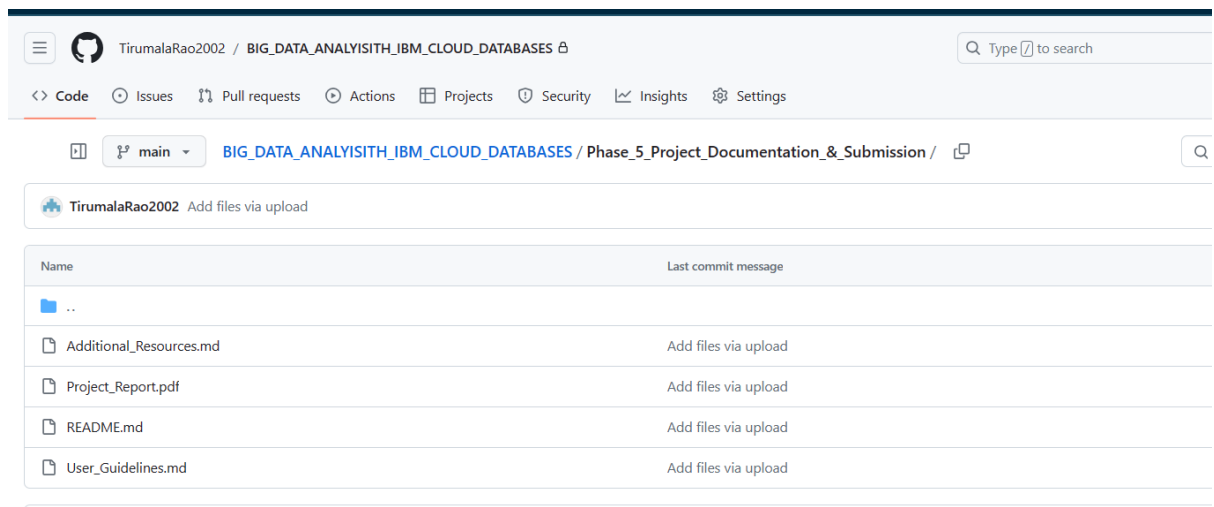 TirumalaRao2002 / BIG_DATA_ANALYISITH_IBM_CLOUD_DATABASES Type / to search
Code Issues Pull requests Actions Projects Security Insights Settings
main BIG_DATA_ANALYISITH_IBM_CLOUD_DATABASES / Phase_5_Project_Documentation_&_Submission /
TirumalaRao2002 Add files via upload
Name Last commit message
..
Additional_Resources.md Add files via upload
Project_Report.pdf Add files via upload
README.md Add files via upload
User_Guidelines.md Add files via upload